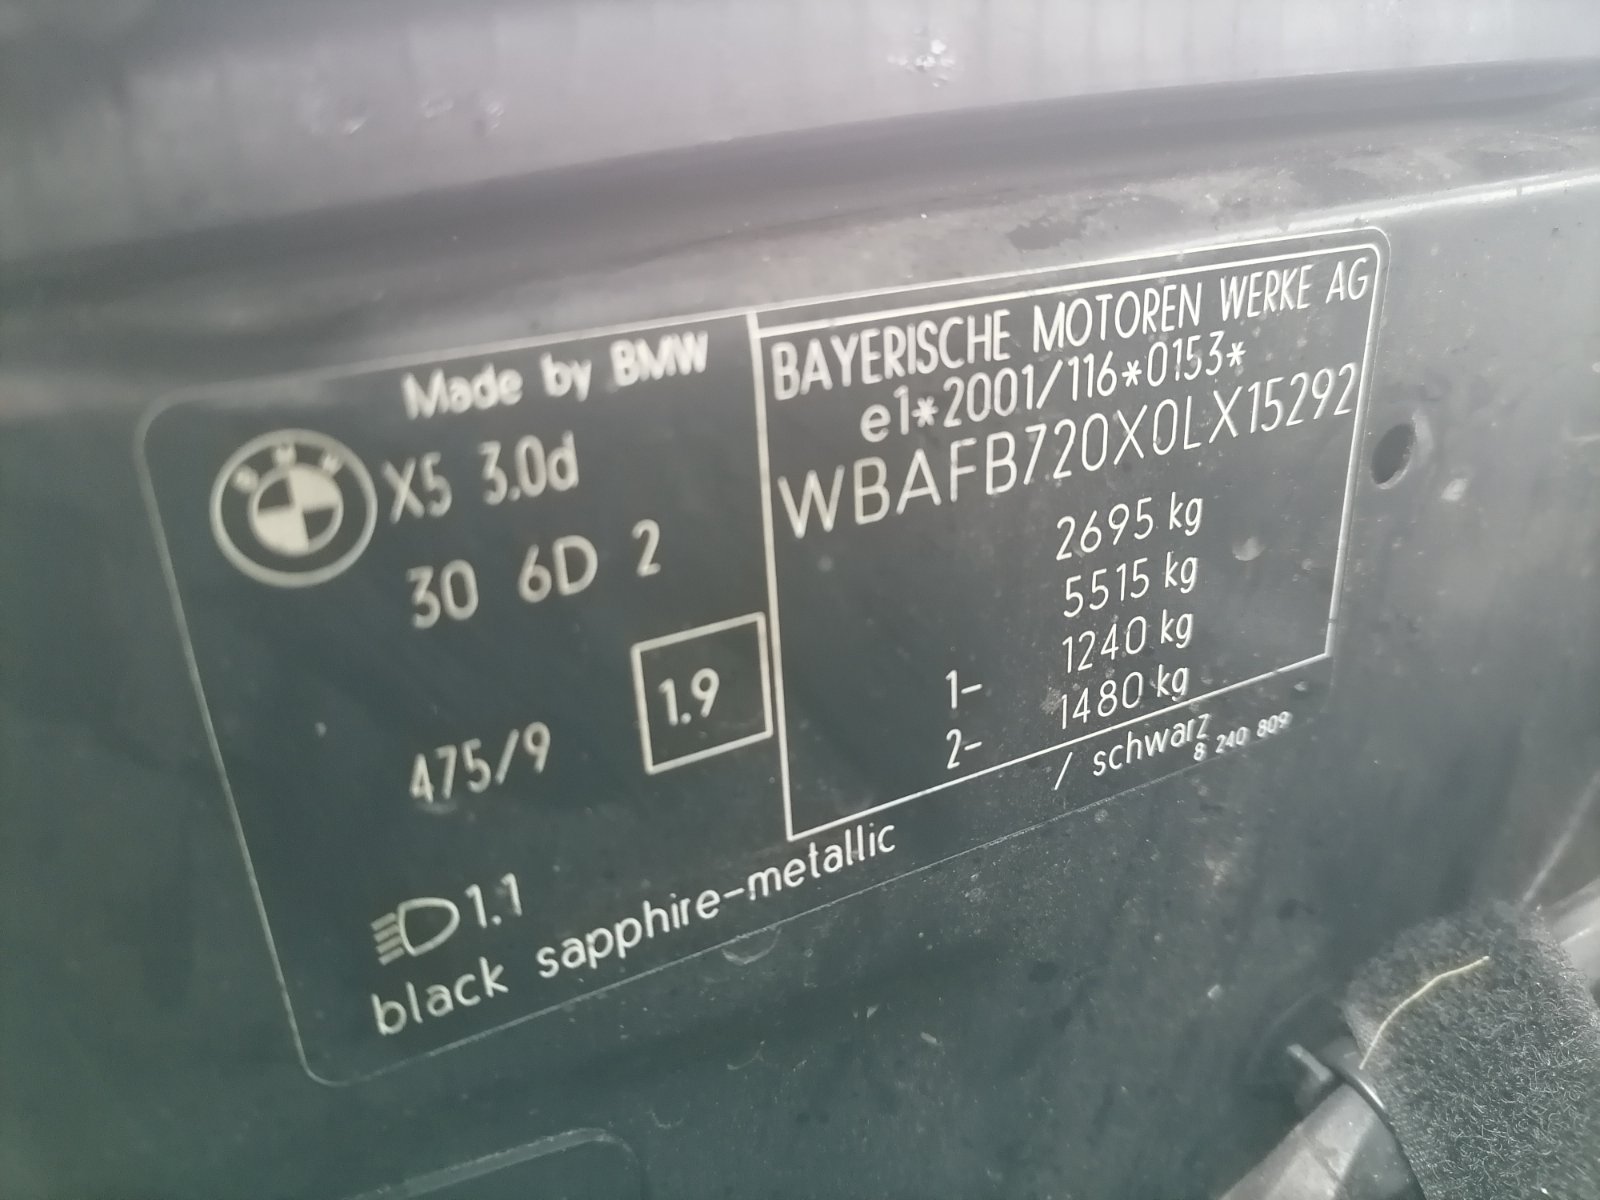 Made by BMW
BMW
X5 3.0d
30 6D 2
1.9
475/9
1.1
black sapphire-metallic / schwarz
8 240 809
BAYERISCHE MOTOREN WERKE AG
e1*2001/116*0153*
WBAFB720X0LX15292
2695 kg
5515 kg
1- 1240 kg
2- 1480 kg